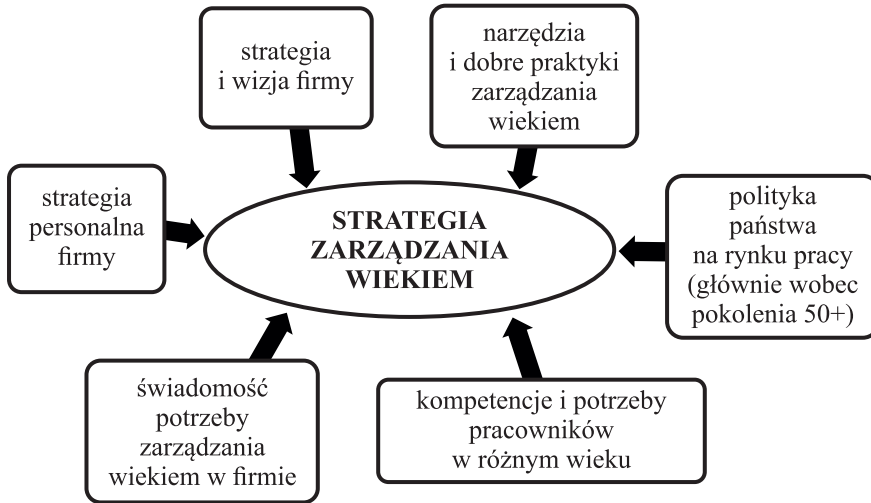 strategia
i wizja firmy
narzędzia
i dobre praktyki
zarządzania
wiekiem
strategia
personalna
firmy
STRATEGIA
ZARZĄDZANIA
WIEKIEM
polityka
państwa
na rynku pracy
(głównie wobec
pokolenia 50+)
świadomość
potrzeby
zarządzania
wiekiem w firmie
kompetencje i potrzeby
pracowników
w różnym wieku